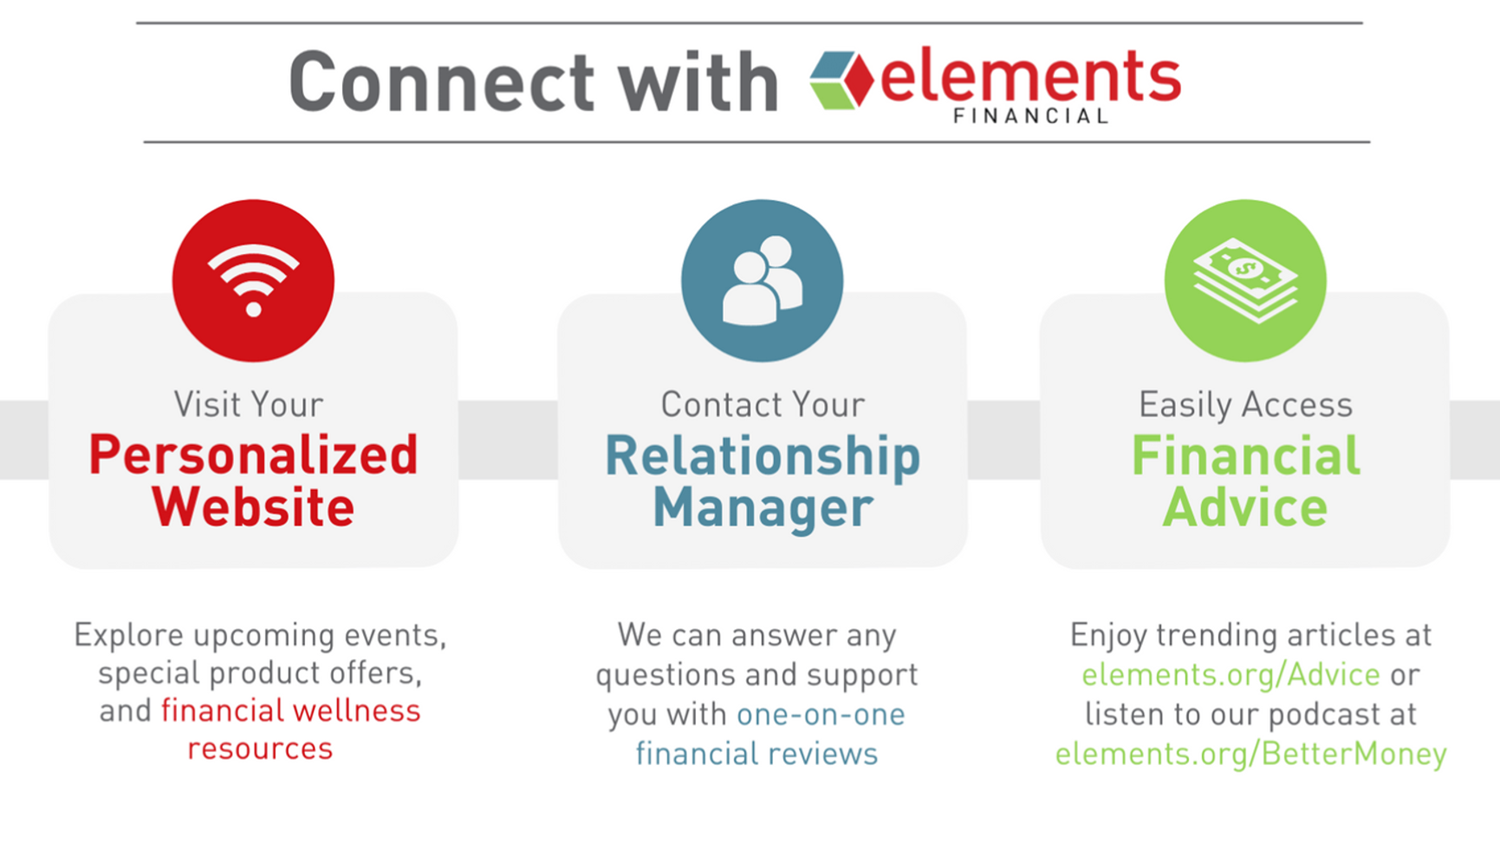 Connect with elements
FINANCIAL
Visit Your
Personalized
Website
Explore upcoming events,
special product offers,
and financial wellness
resources
Contact Your
Relationship
Manager
We can answer any
questions and support
you with one-on-one
financial reviews
Easily Access
Financial
Advice
Enjoy trending articles at
elements.org/Advice or
listen to our podcast at
elements.org/BetterMoney